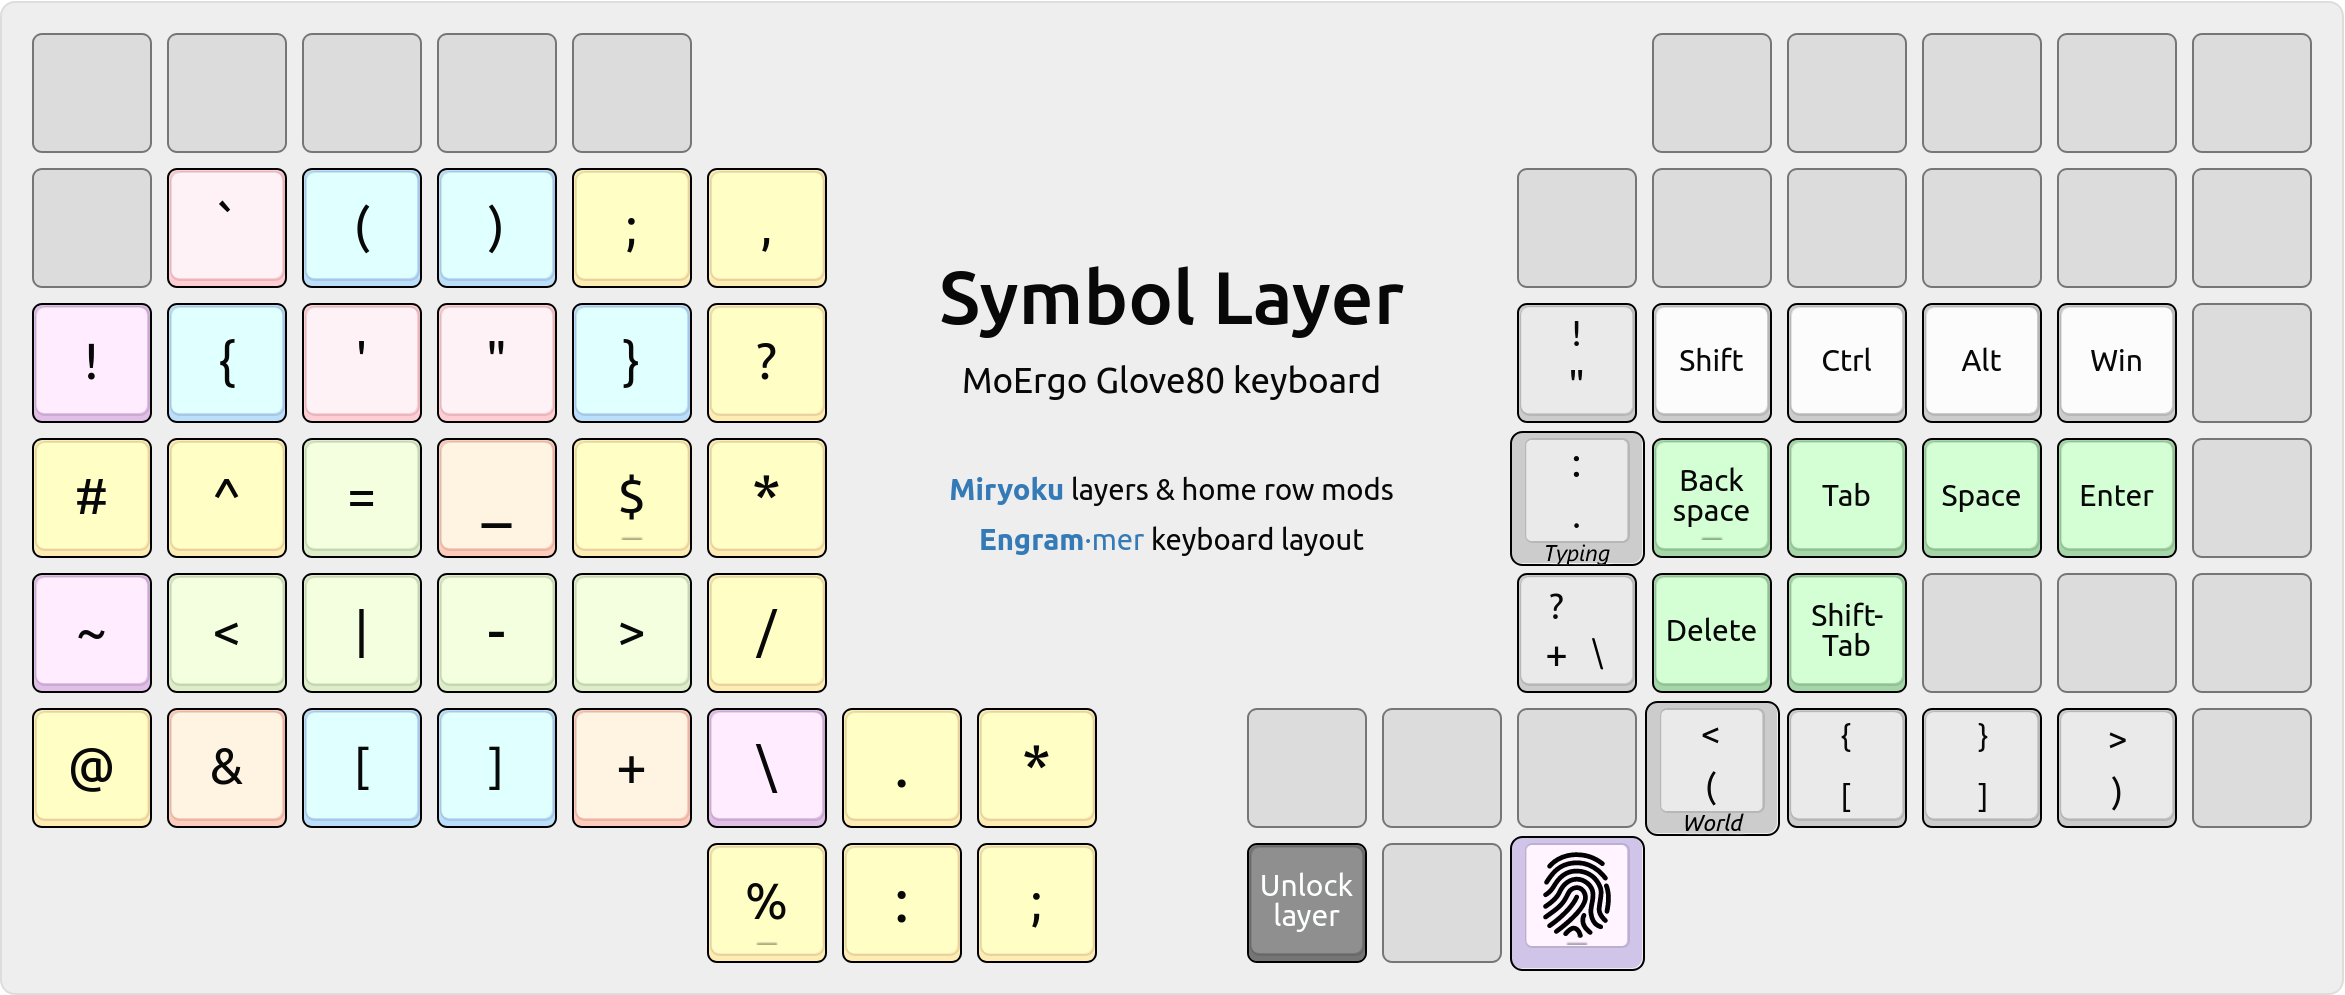 ` ( ) ; ,
Symbol Layer
MoErgo Glove80 keyboard
Miryoku layers & home row mods
Engram·mer keyboard layout
! { ' " } ?
# ^ = _ $ *
~ < | - > /
@ & [ ] + \ . *
% : ;
!
"
Shift Ctrl Alt Win
:
.
Typing
Back
space
Tab Space Enter
?
+ \
Delete
Shift-
Tab
< { } >
( [ ] )
World
Unlock
layer